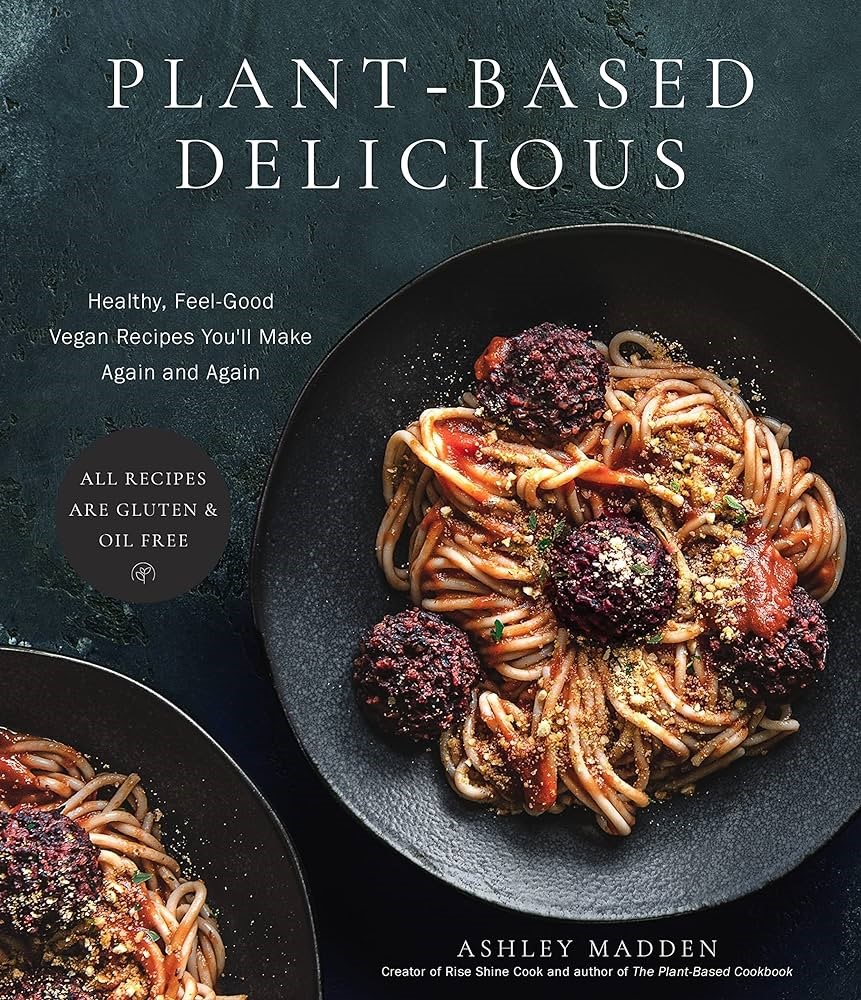 PLANT-BASED
DELICIOUS
Healthy, Feel-Good
Vegan Recipes You'll Make
Again and Again
ALL RECIPES
ARE GLUTEN &
OIL FREE
ASHLEY MADDEN
Creator of Rise Shine Cook and author of The Plant-Based Cookbook